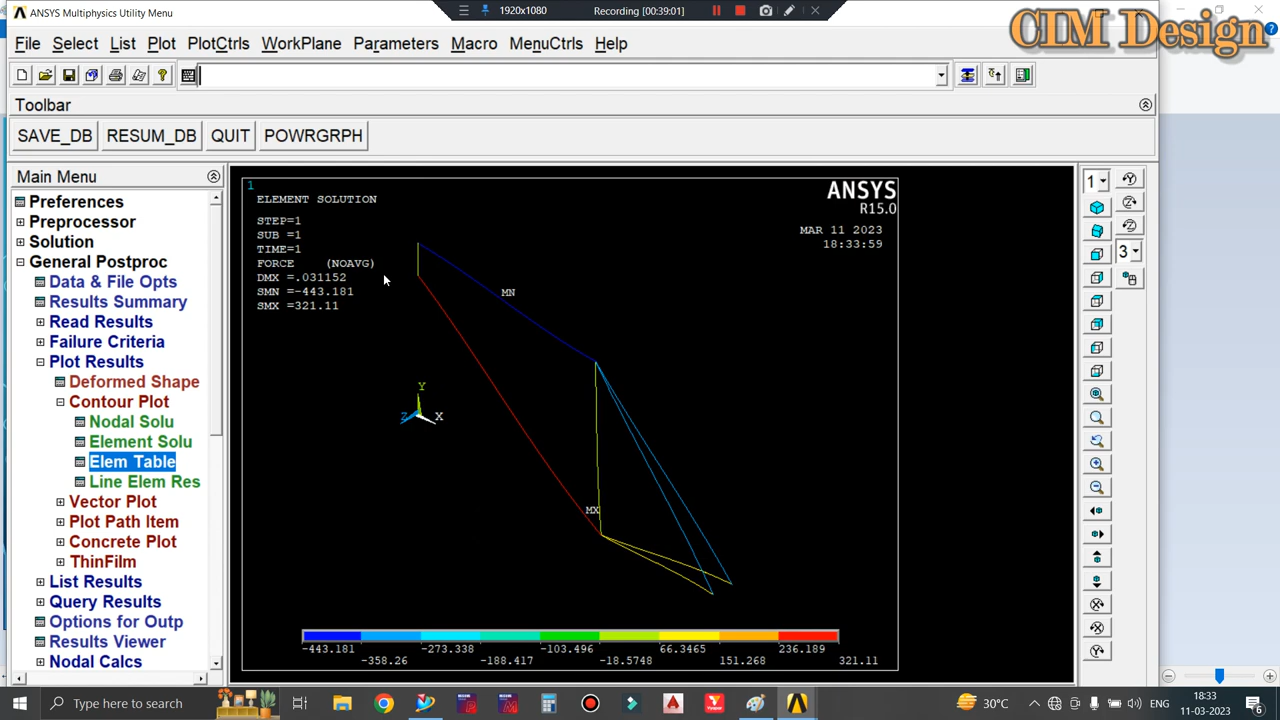 ANSYS Multiphysics Utility Menu
1920x1080
Recording [00:39:01]
CIM Design
File Select List Plot PlotCtrls WorkPlane Parameters Macro MenuCtrls Help
Toolbar
SAVE_DB RESUM_DB QUIT POWRGRPH
Main Menu
Preferences
Preprocessor
Solution
General Postproc
Data & File Opts
Results Summary
Read Results
Failure Criteria
Plot Results
Deformed Shape
Contour Plot
Nodal Solu
Element Solu
Elem Table
Line Elem Res
Vector Plot
Plot Path Item
Concrete Plot
ThinFilm
List Results
Query Results
Options for Outp
Results Viewer
Nodal Calcs
1
ELEMENT SOLUTION
STEP=1
SUB =1
TIME=1
FORCE (NOAVG)
DMX =.031152
SMN =-443.181
SMX =321.11
ANSYS
R15.0
MAR 11 2023
18:33:59
MN
Y
Z X
MX
-443.181 -273.338 -103.496 66.3465 236.189
-358.26 -188.417 -18.5748 151.268 321.11
1
3
Type here to search
30°C
ENG
18:33
11-03-2023
6